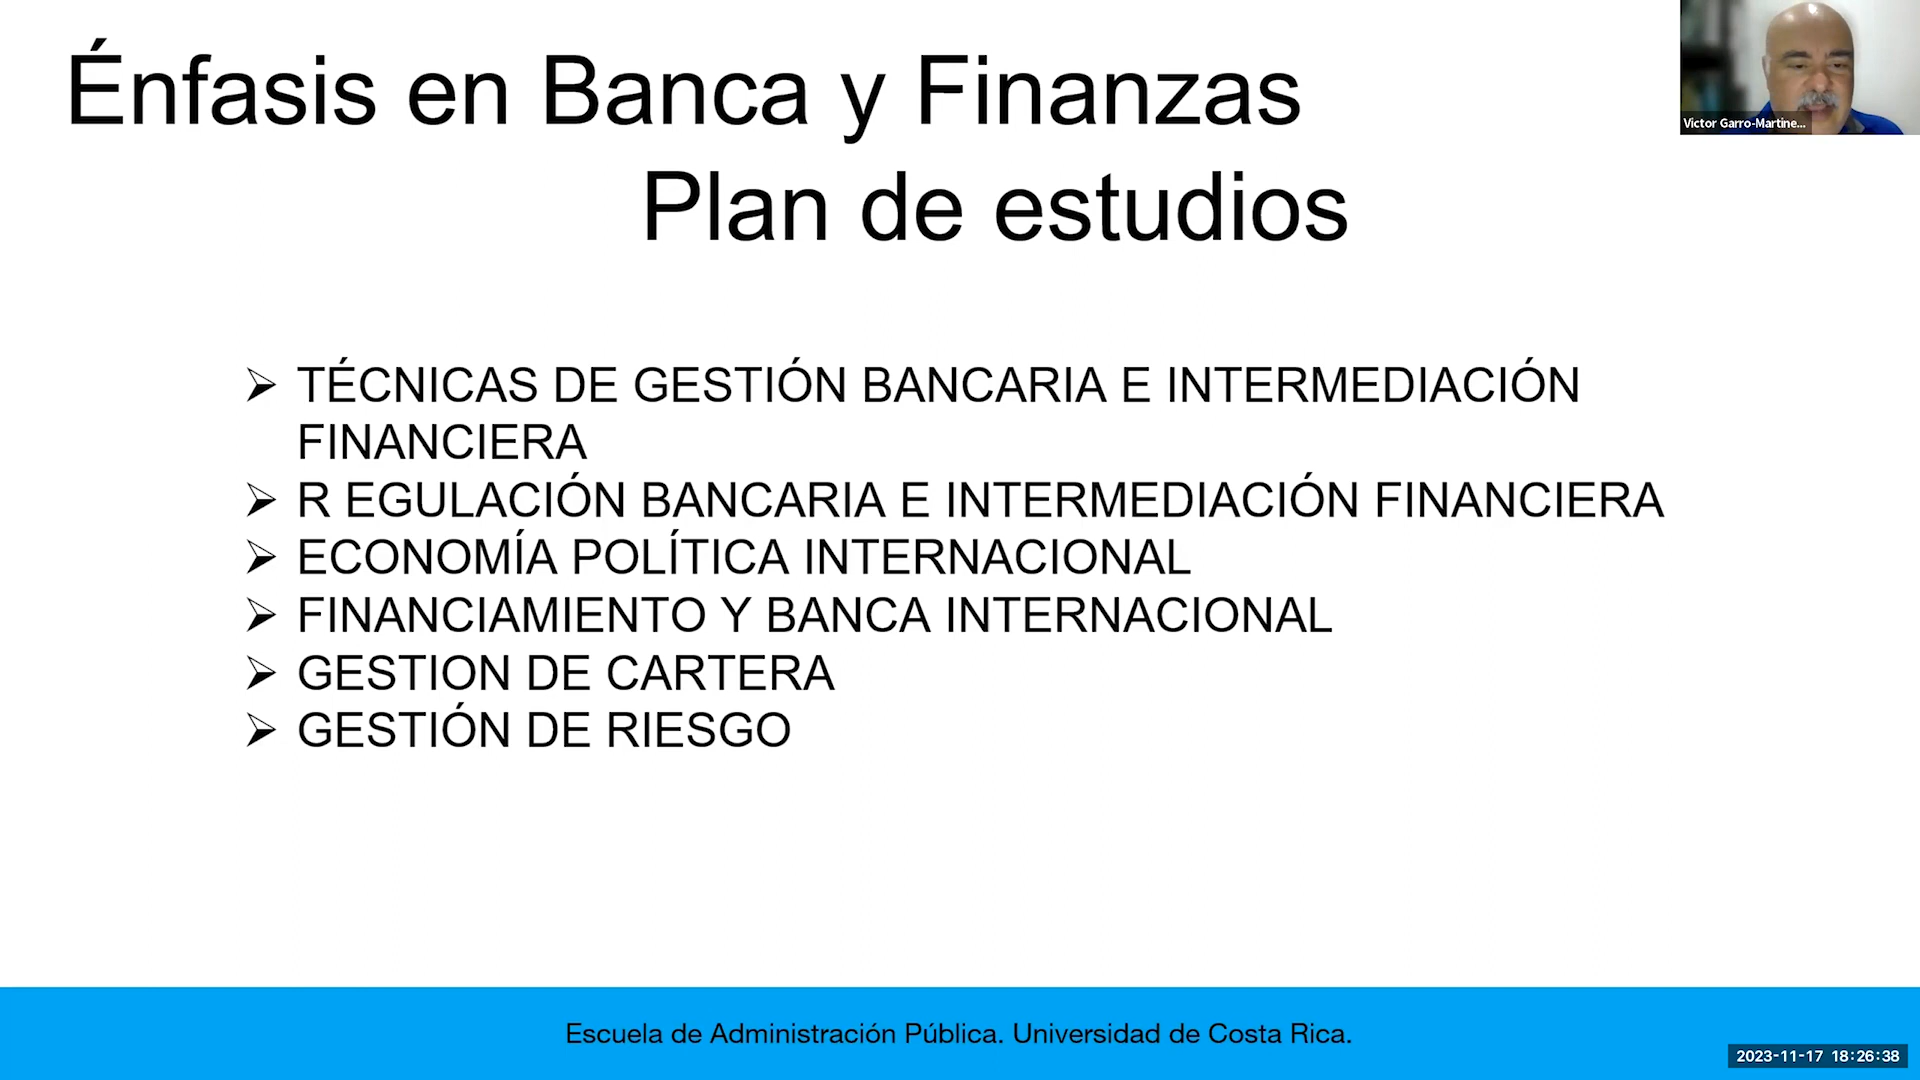 Énfasis en Banca y Finanzas
Plan de estudios
Victor Garro-Martine...
➢ TÉCNICAS DE GESTIÓN BANCARIA E INTERMEDIACIÓN
FINANCIERA
➢ R EGULACIÓN BANCARIA E INTERMEDIACIÓN FINANCIERA
➢ ECONOMÍA POLÍTICA INTERNACIONAL
➢ FINANCIAMIENTO Y BANCA INTERNACIONAL
➢ GESTION DE CARTERA
➢ GESTIÓN DE RIESGO
Escuela de Administración Pública. Universidad de Costa Rica.
2023-11-17 18:26:38